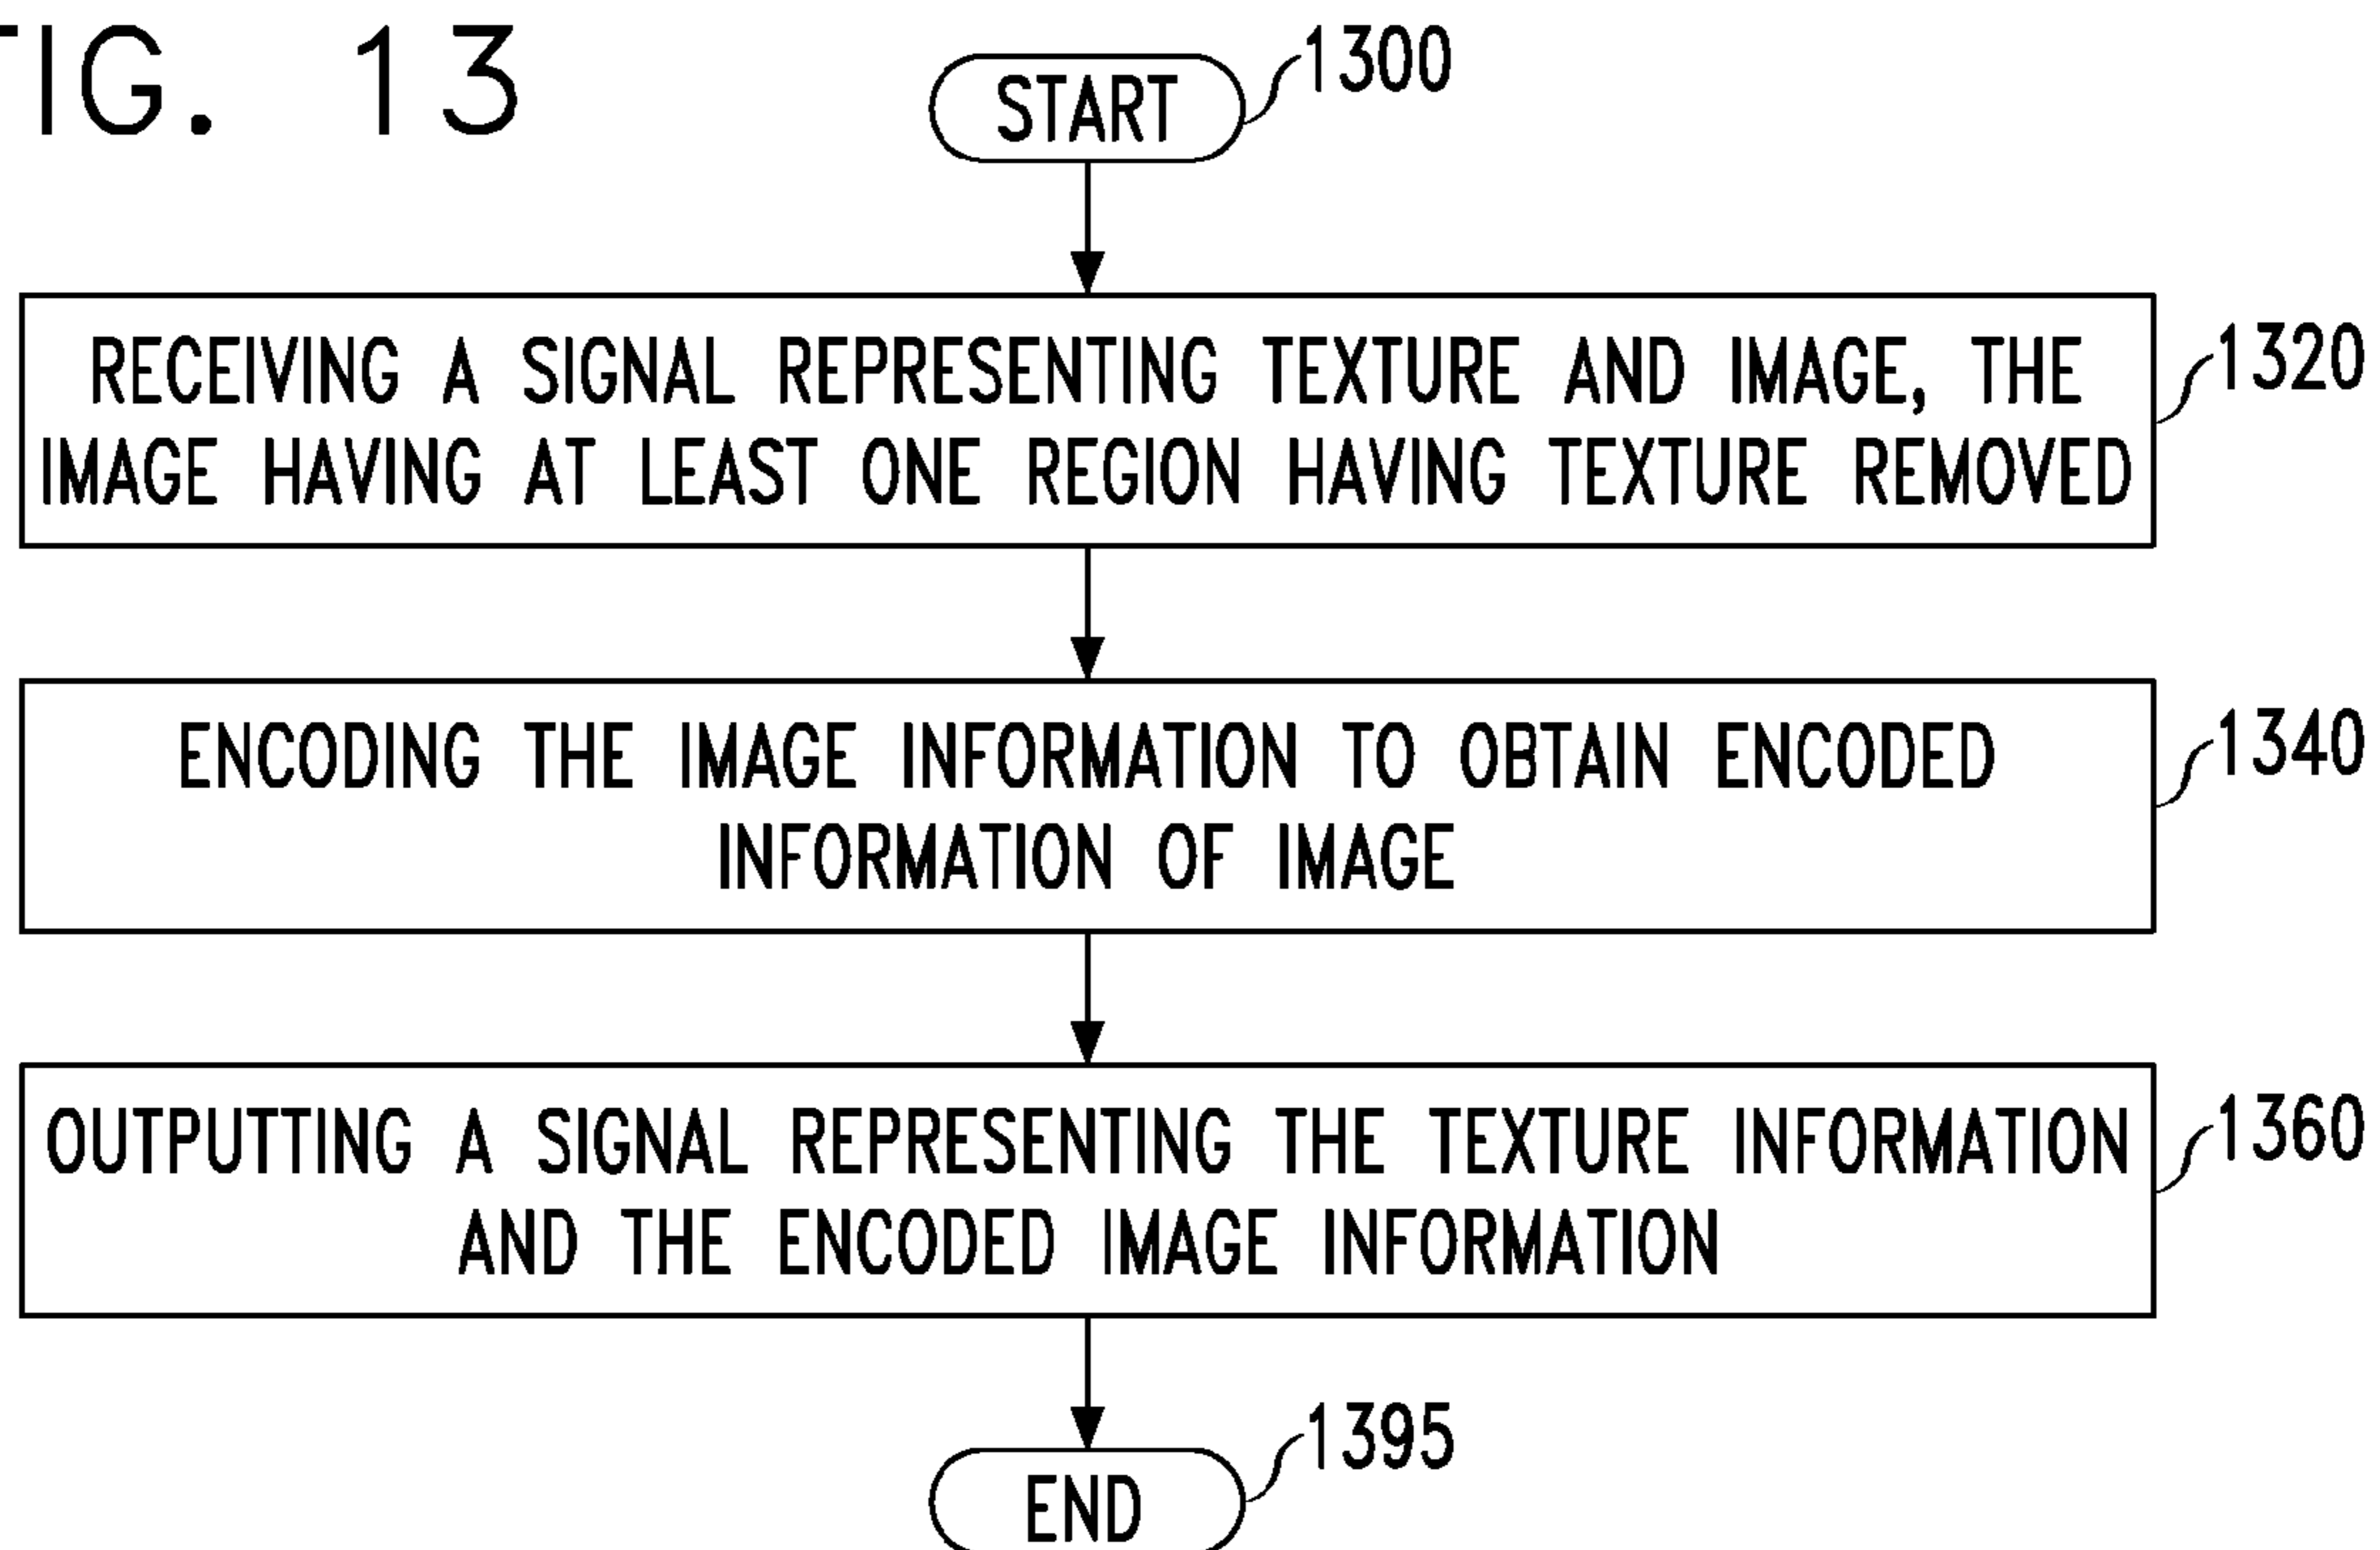 FIG. 13
START
1300
RECEIVING A SIGNAL REPRESENTING TEXTURE AND IMAGE, THE
IMAGE HAVING AT LEAST ONE REGION HAVING TEXTURE REMOVED
1320
ENCODING THE IMAGE INFORMATION TO OBTAIN ENCODED
INFORMATION OF IMAGE
1340
OUTPUTTING A SIGNAL REPRESENTING THE TEXTURE INFORMATION
AND THE ENCODED IMAGE INFORMATION
1360
END
1395